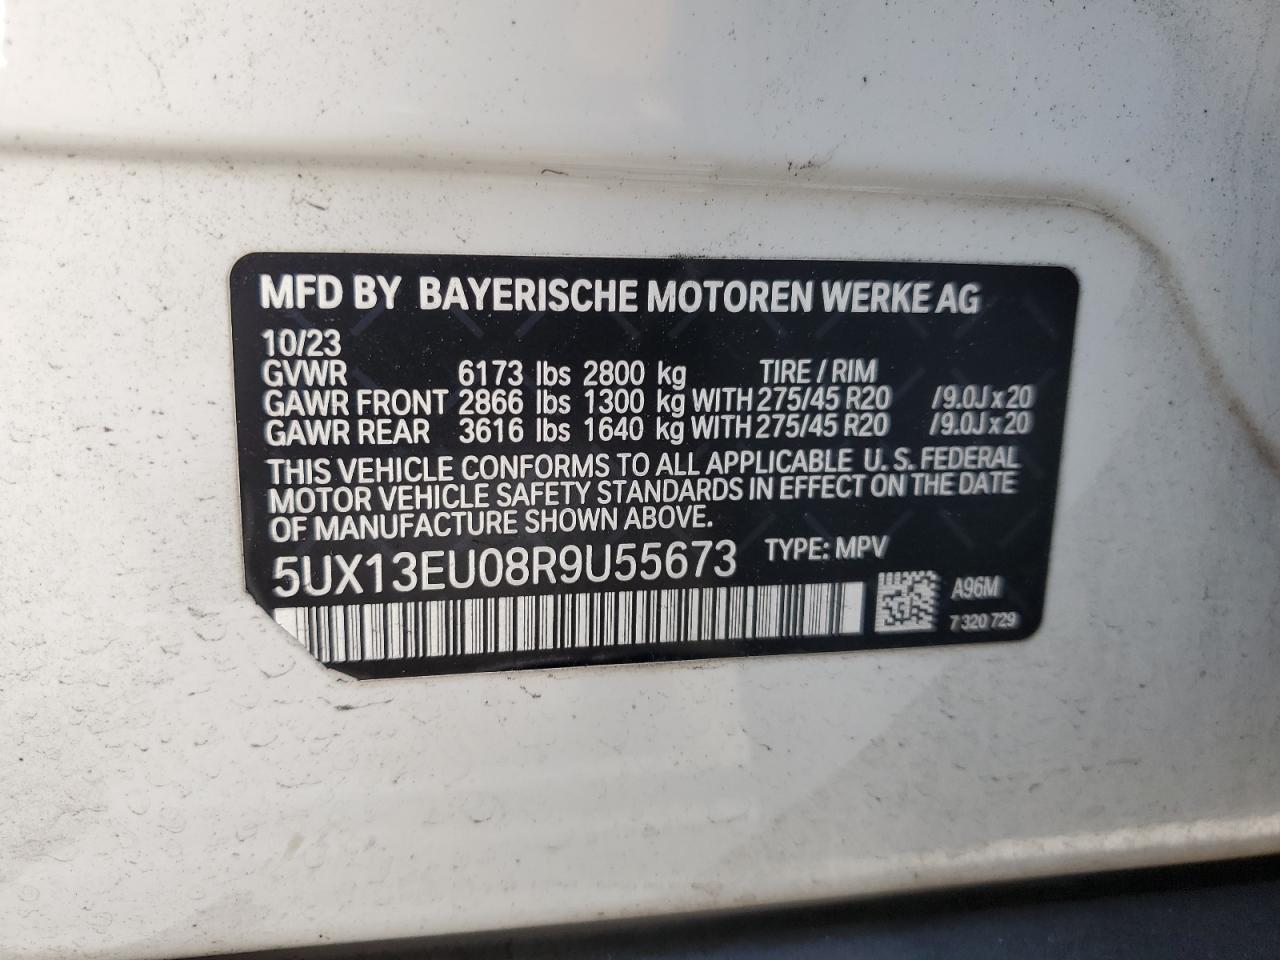 MFD BY BAYERISCHE MOTOREN WERKE AG
10/23
GVWR 6173 lbs 2800 kg TIRE / RIM
GAWR FRONT 2866 lbs 1300 kg WITH 275/45 R20 /9.0J x 20
GAWR REAR 3616 lbs 1640 kg WITH 275/45 R20 /9.0J x 20
THIS VEHICLE CONFORMS TO ALL APPLICABLE U. S. FEDERAL
MOTOR VEHICLE SAFETY STANDARDS IN EFFECT ON THE DATE
OF MANUFACTURE SHOWN ABOVE.
5UX13EU08R9U55673 TYPE: MPV
A96M
7 320 729